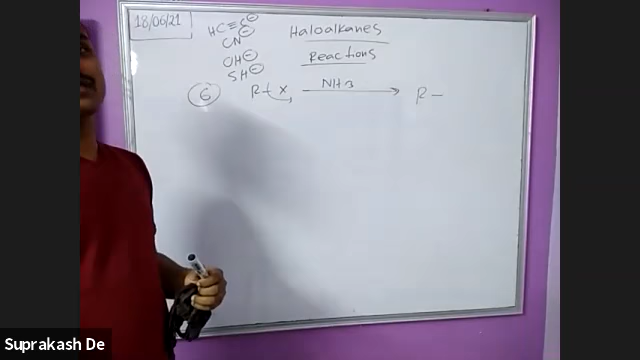 18/06/21
HC≡C⊖
CN⊖
OH⊖
SH⊖
Haloalkanes
Reactions
6 R-X NH3 → R-
Suprakash De